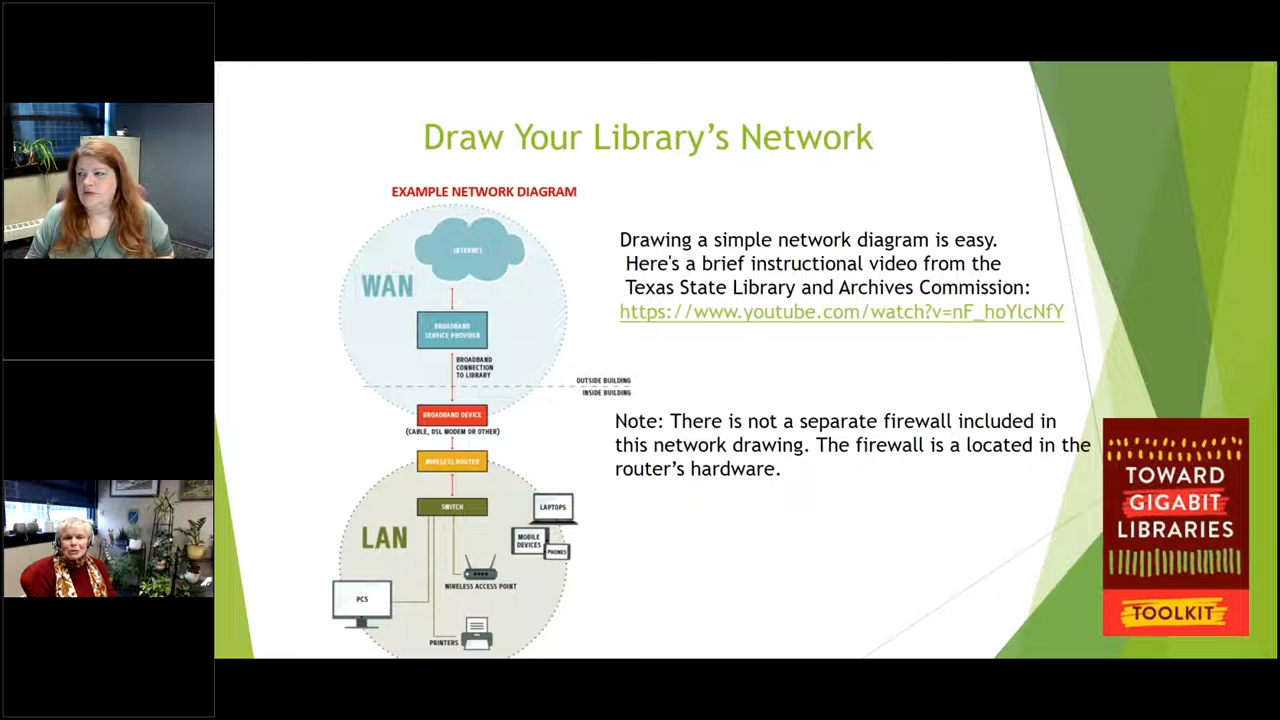 Draw Your Library's Network
EXAMPLE NETWORK DIAGRAM
INTERNET
WAN
BROADBAND
SERVICE PROVIDER
BROADBAND
CONNECTION
TO LIBRARY
OUTSIDE BUILDING
INSIDE BUILDING
BROADBAND DEVICE
(CABLE, DSL MODEM OR OTHER)
WIRELESS ROUTER
SWITCH
LAN
LAPTOPS
MOBILE
DEVICES
PHONES
WIRELESS ACCESS POINT
PCS
PRINTERS
Drawing a simple network diagram is easy.
Here's a brief instructional video from the
Texas State Library and Archives Commission:
https://www.youtube.com/watch?v=nF_hoYlcNfY
Note: There is not a separate firewall included in
this network drawing. The firewall is a located in the
router's hardware.
TOWARD
GIGABIT
LIBRARIES
TOOLKIT